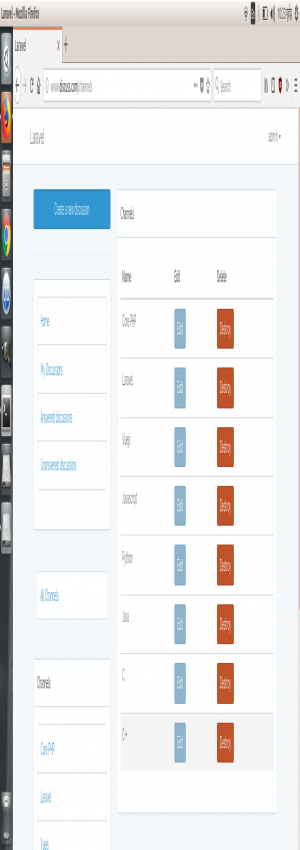 Laravel - Mozilla Firefox
Laravel × +
www.discuss.com/channels
Search
Laravel
admin
Create a new discussion
Home
My Discussions
Answered discussions
Unanswered discussions
All Channels
Channels
Core PHP
Laravel
Vuejs
Channels
Name Edit Delete
Core PHP Edit Destroy
Laravel Edit Destroy
Vuejs Edit Destroy
Javascript Edit Destroy
Python Edit Destroy
Java Edit Destroy
C Edit Destroy
C++ Edit Destroy